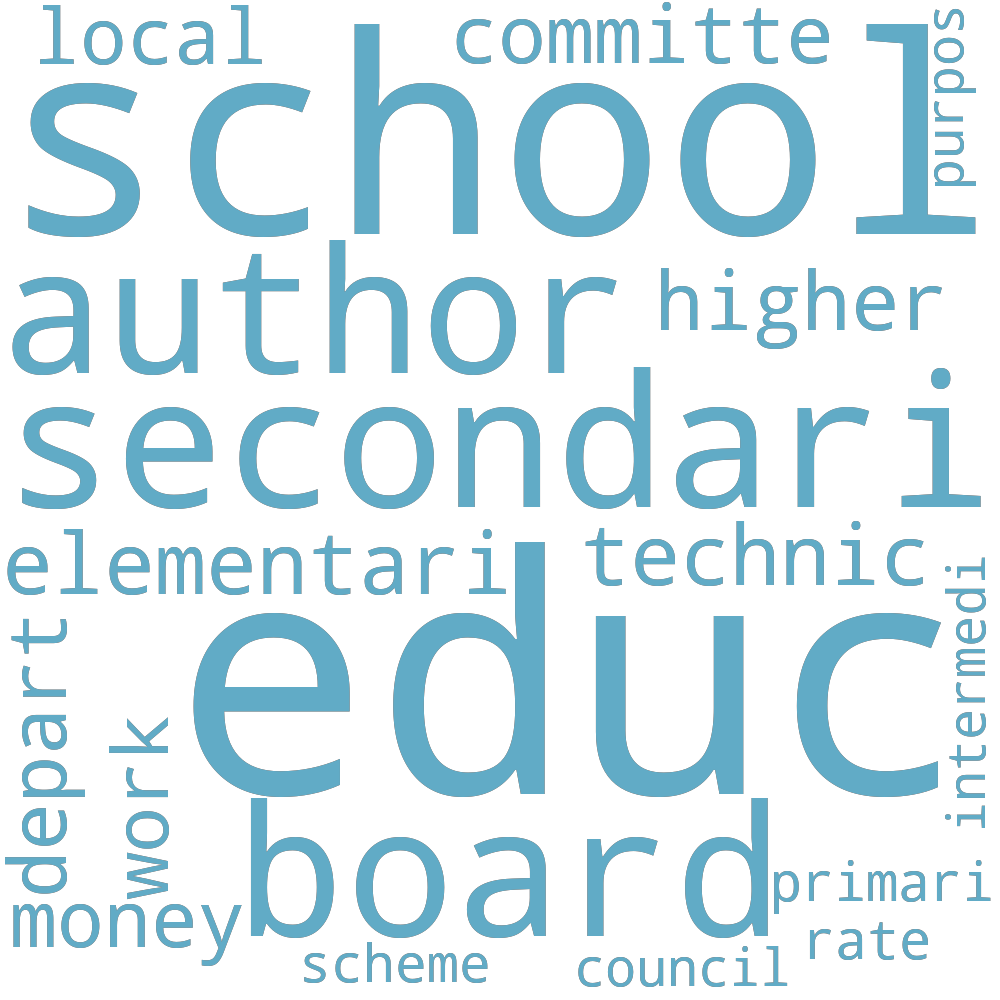 local
committe
purpos
school
author
higher
secondari
elementari
technic
educ
intermedi
depart
work
board
primari
money
rate
scheme
council